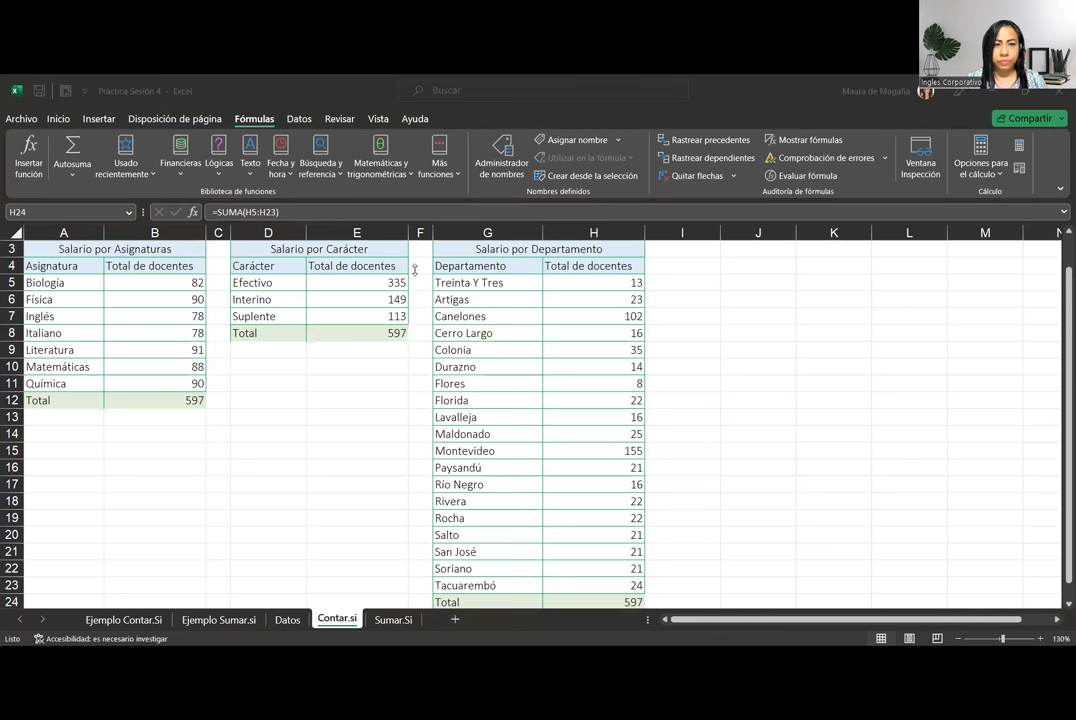 Ingles Corporativo
Práctica Sesión 4 - Excel
Buscar
Maura de Magaña
Archivo Inicio Insertar Disposición de página Fórmulas Datos Revisar Vista Ayuda
Compartir
Insertar función
Autosuma
Usado recientemente
Financieras
Lógicas
Texto
Fecha y hora
Búsqueda y referencia
Matemáticas y trigonométricas
Más funciones
Biblioteca de funciones
Administrador de nombres
Asignar nombre
Utilizar en la fórmula
Crear desde la selección
Nombres definidos
Rastrear precedentes
Rastrear dependientes
Quitar flechas
Mostrar fórmulas
Comprobación de errores
Evaluar fórmula
Auditoría de fórmulas
Ventana Inspección
Opciones para el cálculo
Cálculo
H24 fx =SUMA(H5:H23)
A B C D E F G H I J K L M N
3 Salario por Asignaturas Salario por Carácter Salario por Departamento
4 Asignatura Total de docentes Carácter Total de docentes Departamento Total de docentes
5 Biología 82 Efectivo 335 Treinta Y Tres 13
6 Física 90 Interino 149 Artigas 23
7 Inglés 78 Suplente 113 Canelones 102
8 Italiano 78 Total 597 Cerro Largo 16
9 Literatura 91 Colonia 35
10 Matemáticas 88 Durazno 14
11 Química 90 Flores 8
12 Total 597 Florida 22
13 Lavalleja 16
14 Maldonado 25
15 Montevideo 155
16 Paysandú 21
17 Río Negro 16
18 Rivera 22
19 Rocha 22
20 Salto 21
21 San José 21
22 Soriano 21
23 Tacuarembó 24
24 Total 597
Ejemplo Contar.Si Ejemplo Sumar.si Datos Contar.si Sumar.Si
Listo Accesibilidad: es necesario investigar 130%